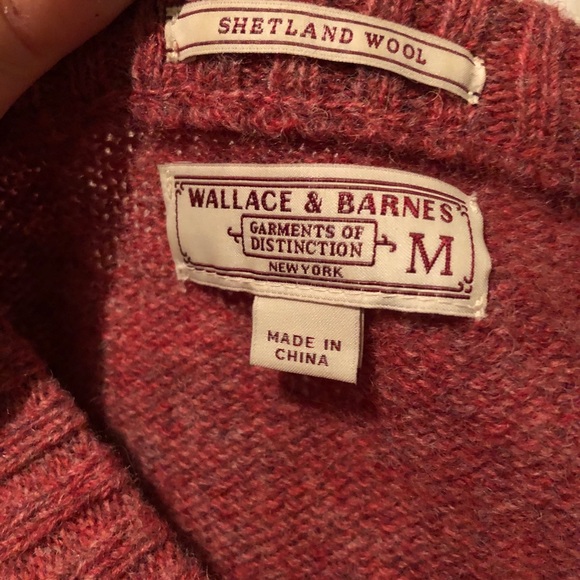 SHETLAND WOOL
WALLACE & BARNES
GARMENTS OF
DISTINCTION
NEW YORK
M
MADE IN
CHINA